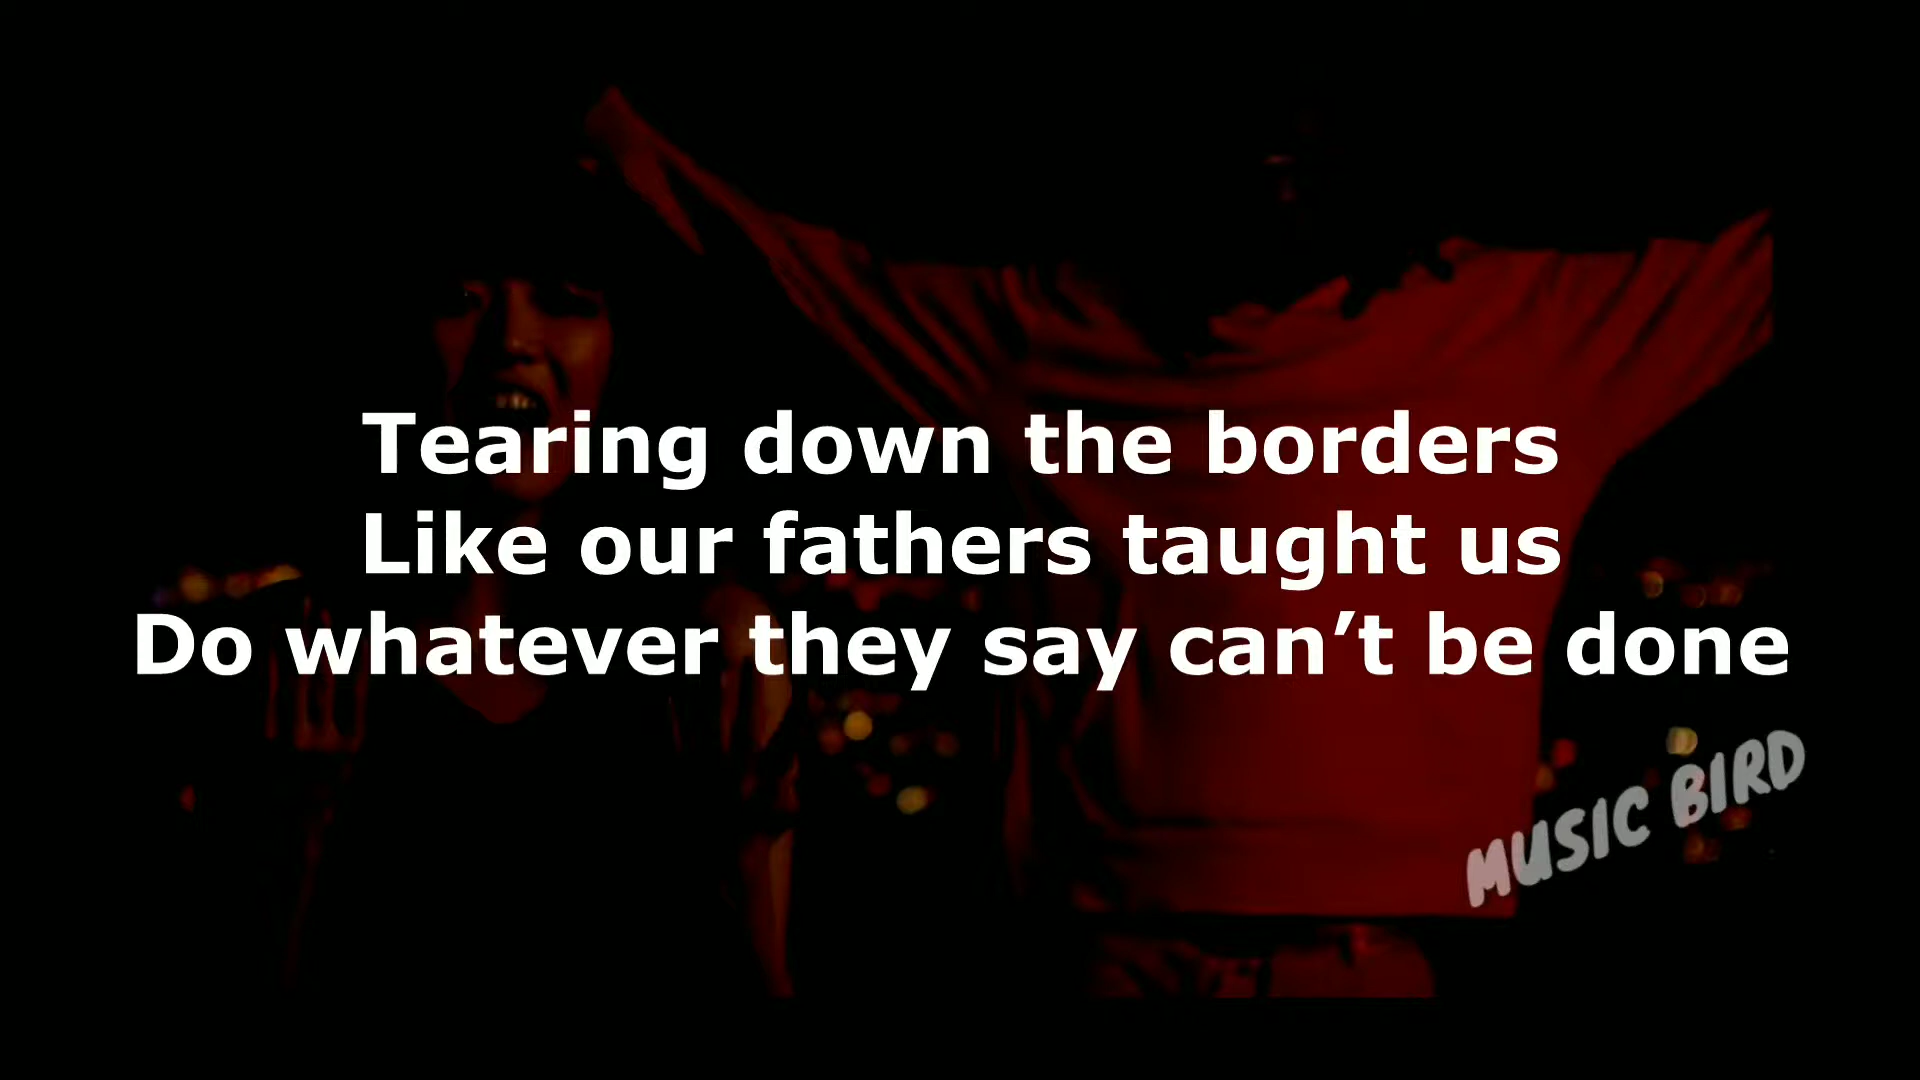 Tearing down the borders
Like our fathers taught us
Do whatever they say can’t be done
MUSIC BIRD